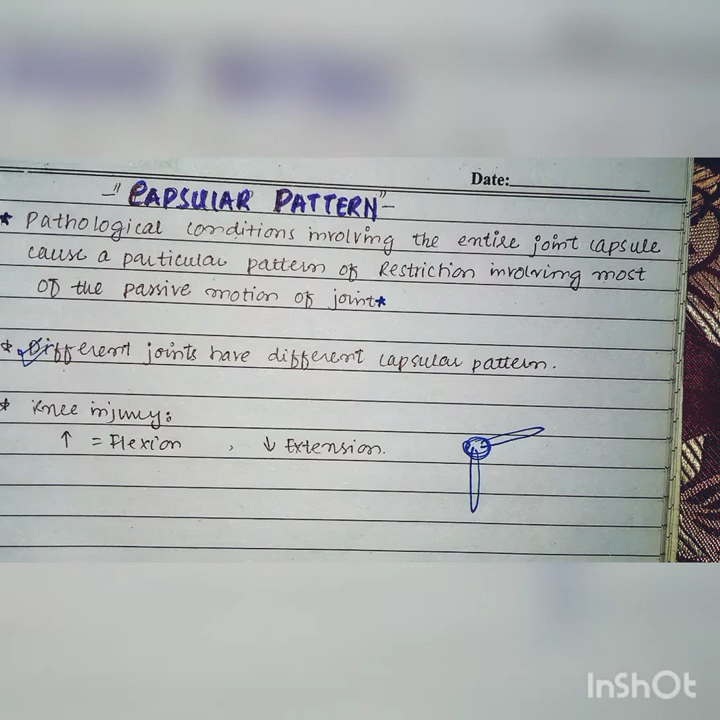 Date:
-"CAPSULAR PATTERN"-
* Pathological conditions involving the entire joint capsule
cause a particular pattern of Restriction involving most
of the passive motion of joint*
* Different joints have different capsular pattern.
* Knee injury:
↑ = Flexion , ↓ Extension.
InShOt